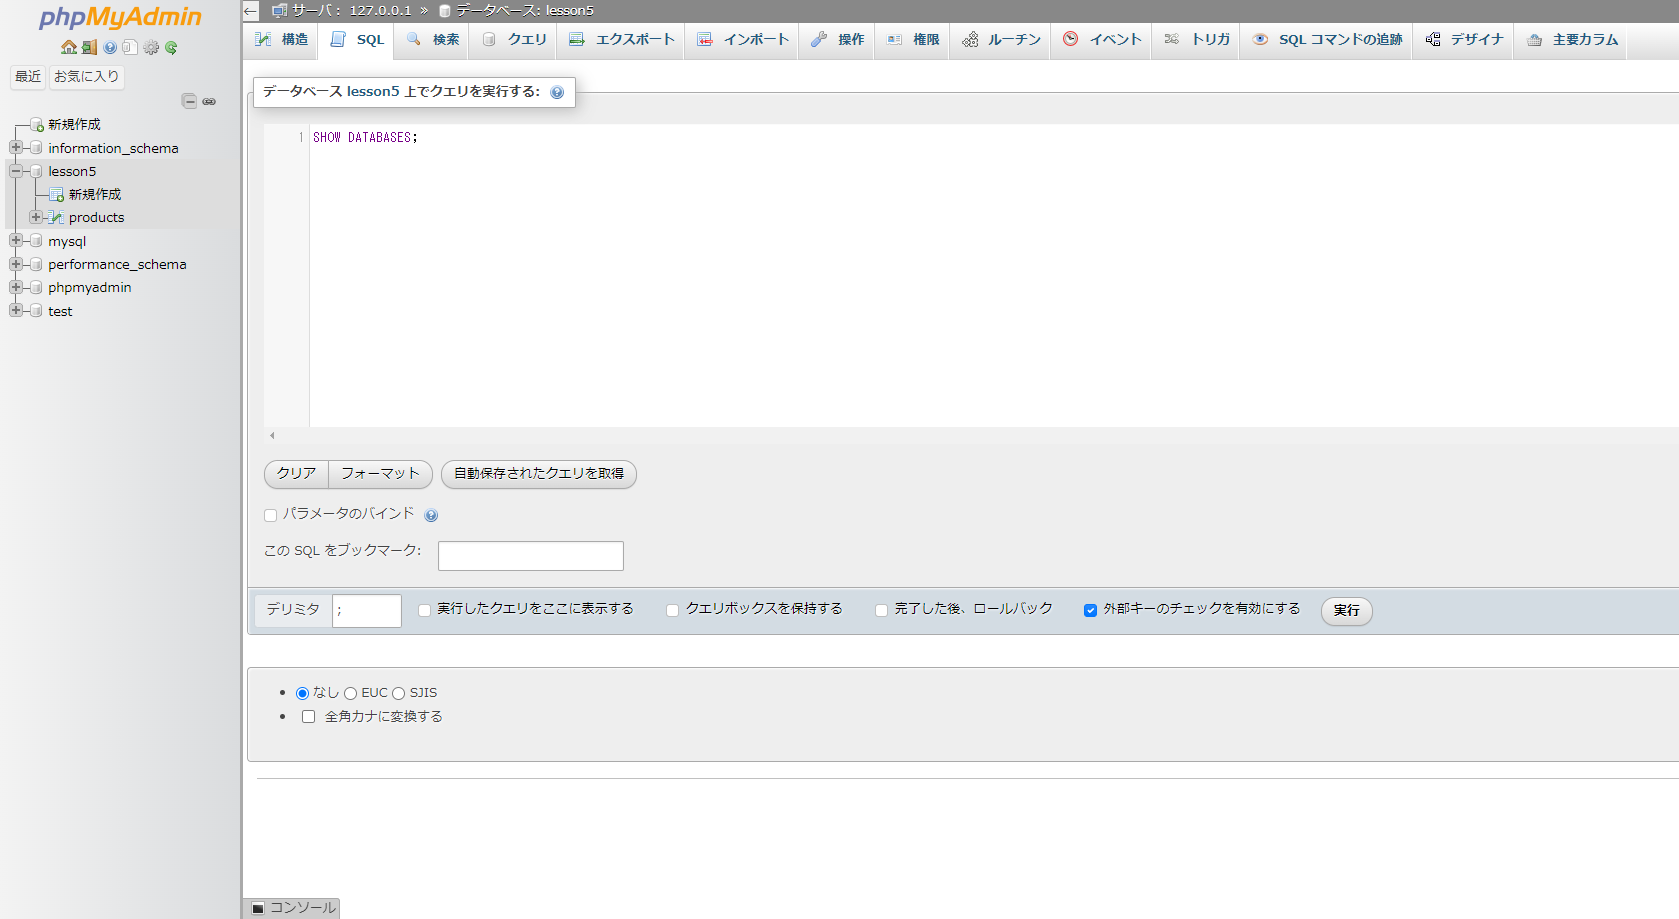 phpMyAdmin
最近 お気に入り
新規作成
information_schema
lesson5
新規作成
products
mysql
performance_schema
phpmyadmin
test
サーバ： 127.0.0.1 » データベース: lesson5
構造 SQL 検索 クエリ エクスポート インポート 操作 権限 ルーチン イベント トリガ SQL コマンドの追跡 デザイナ 主要カラム
データベース lesson5 上でクエリを実行する:
1 SHOW DATABASES;
クリア フォーマット 自動保存されたクエリを取得
パラメータのバインド
この SQL をブックマーク:
デリミタ ; 実行したクエリをここに表示する クエリボックスを保持する 完了した後、ロールバック 外部キーのチェックを有効にする 実行
なし EUC SJIS
全角カナに変換する
コンソール